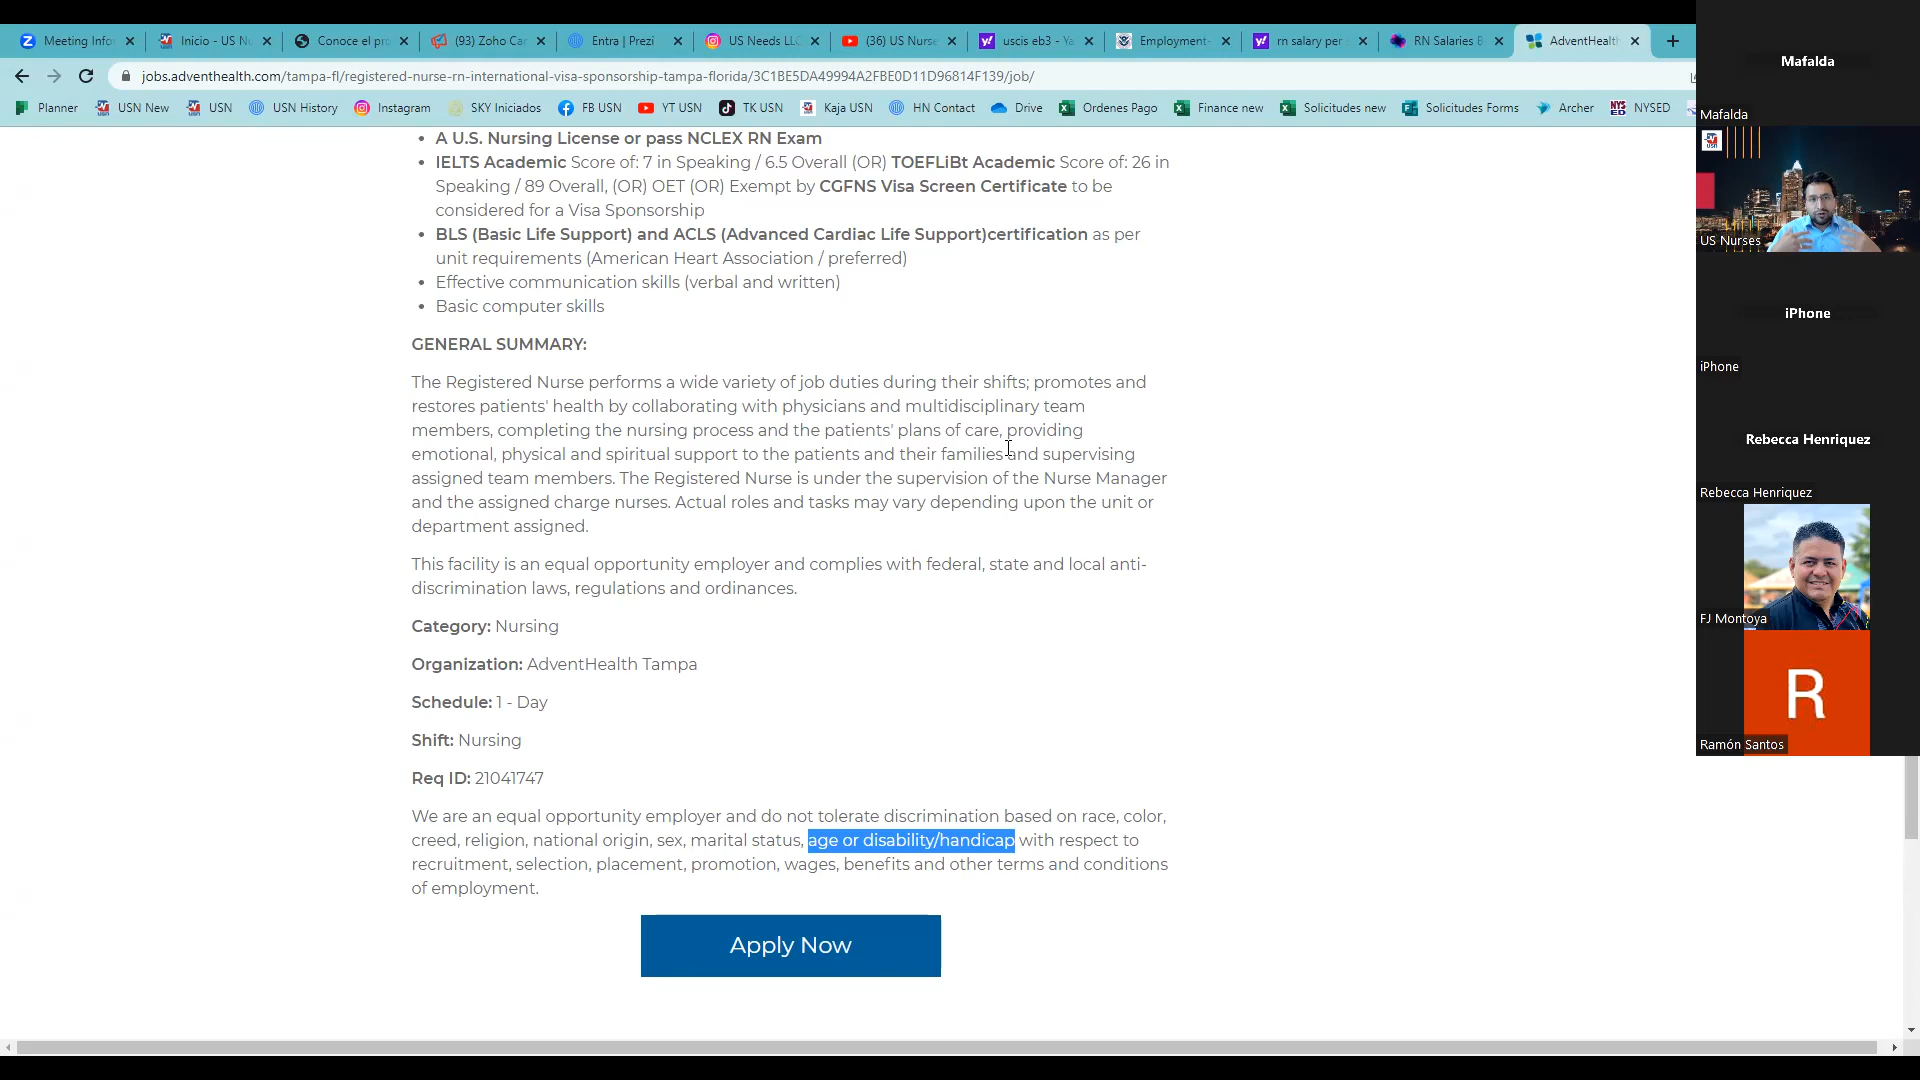 Meeting Info
Inicio - US Nu
Conoce el pr
(93) Zoho Ca
Entra | Prezi
US Needs LLC
(36) US Nurse
uscis eb3 - Ya
Employment-
rn salary per
RN Salaries B
AdventHealth
jobs.adventhealth.com/tampa-fl/registered-nurse-rn-international-visa-sponsorship-tampa-florida/3C1BE5DA49994A2FBE0D11D96814F139/job/
Planner
USN New
USN
USN History
Instagram
SKY Iniciados
FB USN
YT USN
TK USN
Kaja USN
HN Contact
Drive
Ordenes Pago
Finance new
Solicitudes new
Solicitudes Forms
Archer
NYSED
• A U.S. Nursing License or pass NCLEX RN Exam
• IELTS Academic Score of: 7 in Speaking / 6.5 Overall (OR) TOEFLiBt Academic Score of: 26 in
Speaking / 89 Overall, (OR) OET (OR) Exempt by CGFNS Visa Screen Certificate to be
considered for a Visa Sponsorship
• BLS (Basic Life Support) and ACLS (Advanced Cardiac Life Support)certification as per
unit requirements (American Heart Association / preferred)
• Effective communication skills (verbal and written)
• Basic computer skills
GENERAL SUMMARY:
The Registered Nurse performs a wide variety of job duties during their shifts; promotes and
restores patients' health by collaborating with physicians and multidisciplinary team
members, completing the nursing process and the patients' plans of care, providing
emotional, physical and spiritual support to the patients and their families and supervising
assigned team members. The Registered Nurse is under the supervision of the Nurse Manager
and the assigned charge nurses. Actual roles and tasks may vary depending upon the unit or
department assigned.
This facility is an equal opportunity employer and complies with federal, state and local anti-
discrimination laws, regulations and ordinances.
Category: Nursing
Organization: AdventHealth Tampa
Schedule: 1 - Day
Shift: Nursing
Req ID: 21041747
We are an equal opportunity employer and do not tolerate discrimination based on race, color,
creed, religion, national origin, sex, marital status, age or disability/handicap with respect to
recruitment, selection, placement, promotion, wages, benefits and other terms and conditions
of employment.
Apply Now
Mafalda
Mafalda
US Nurses
iPhone
iPhone
Rebecca Henriquez
Rebecca Henriquez
FJ Montoya
R
Ramón Santos